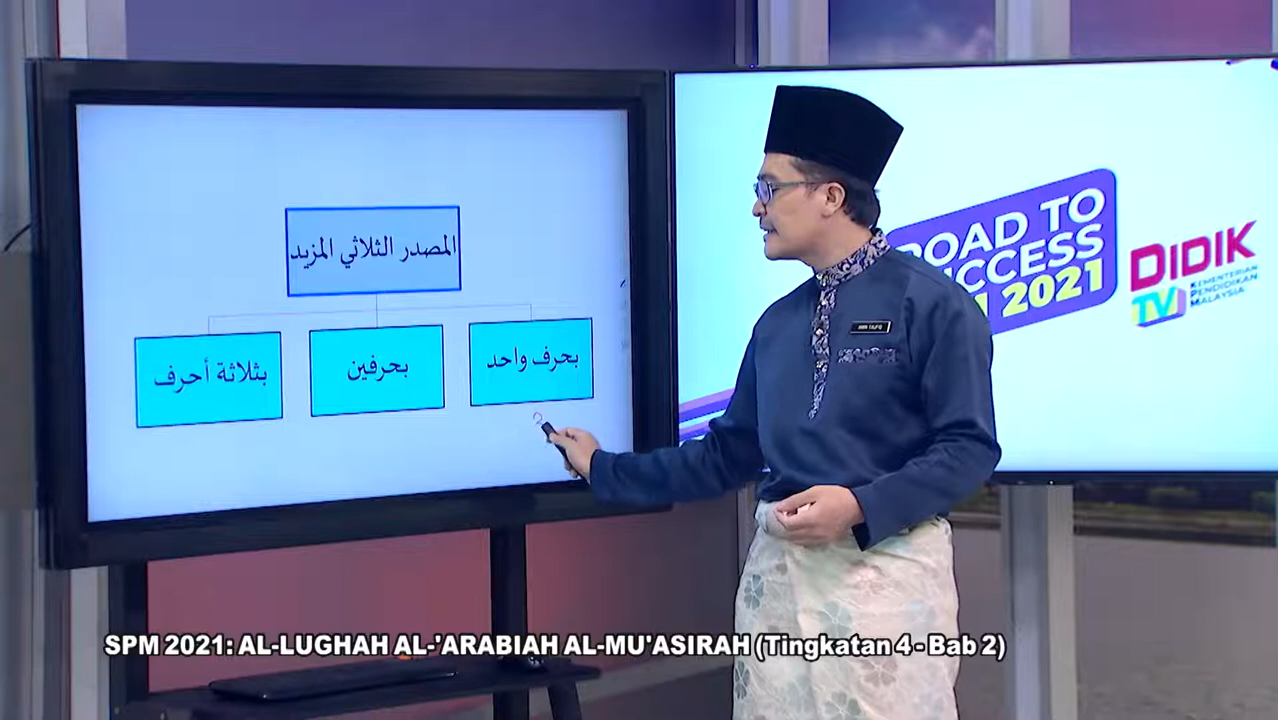 المصدر الثلاثي المزيد
بحرف واحد
بحرفين
بثلاثة أحرف
ROAD TO
2021
DIDIK
TV
KEMENTERIAN
PENDIDIKAN
MALAYSIA
SPM 2021: AL-LUGHAH AL-'ARABIAH AL-MU'ASIRAH (Tingkatan 4 - Bab 2)